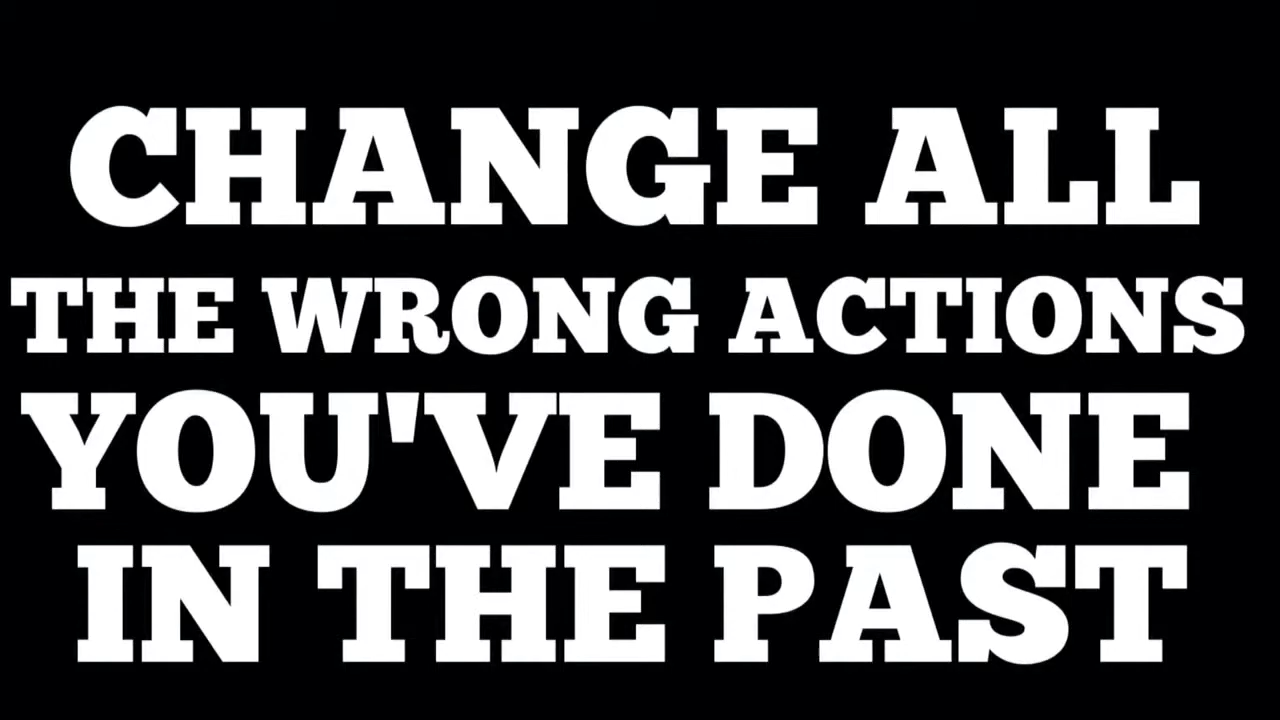 CHANGE ALL
THE WRONG ACTIONS
YOU'VE DONE
IN THE PAST